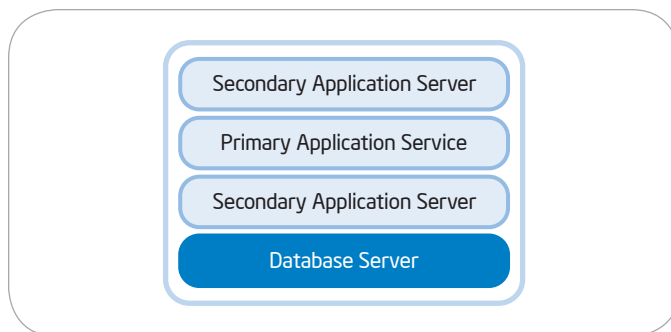 Secondary Application Server
Primary Application Service
Secondary Application Server
Database Server